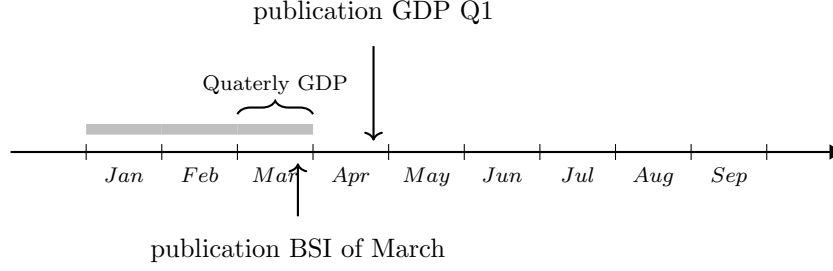 publication GDP Q1
Quaterly GDP
Jan Feb Mar Apr May Jun Jul Aug Sep
publication BSI of March